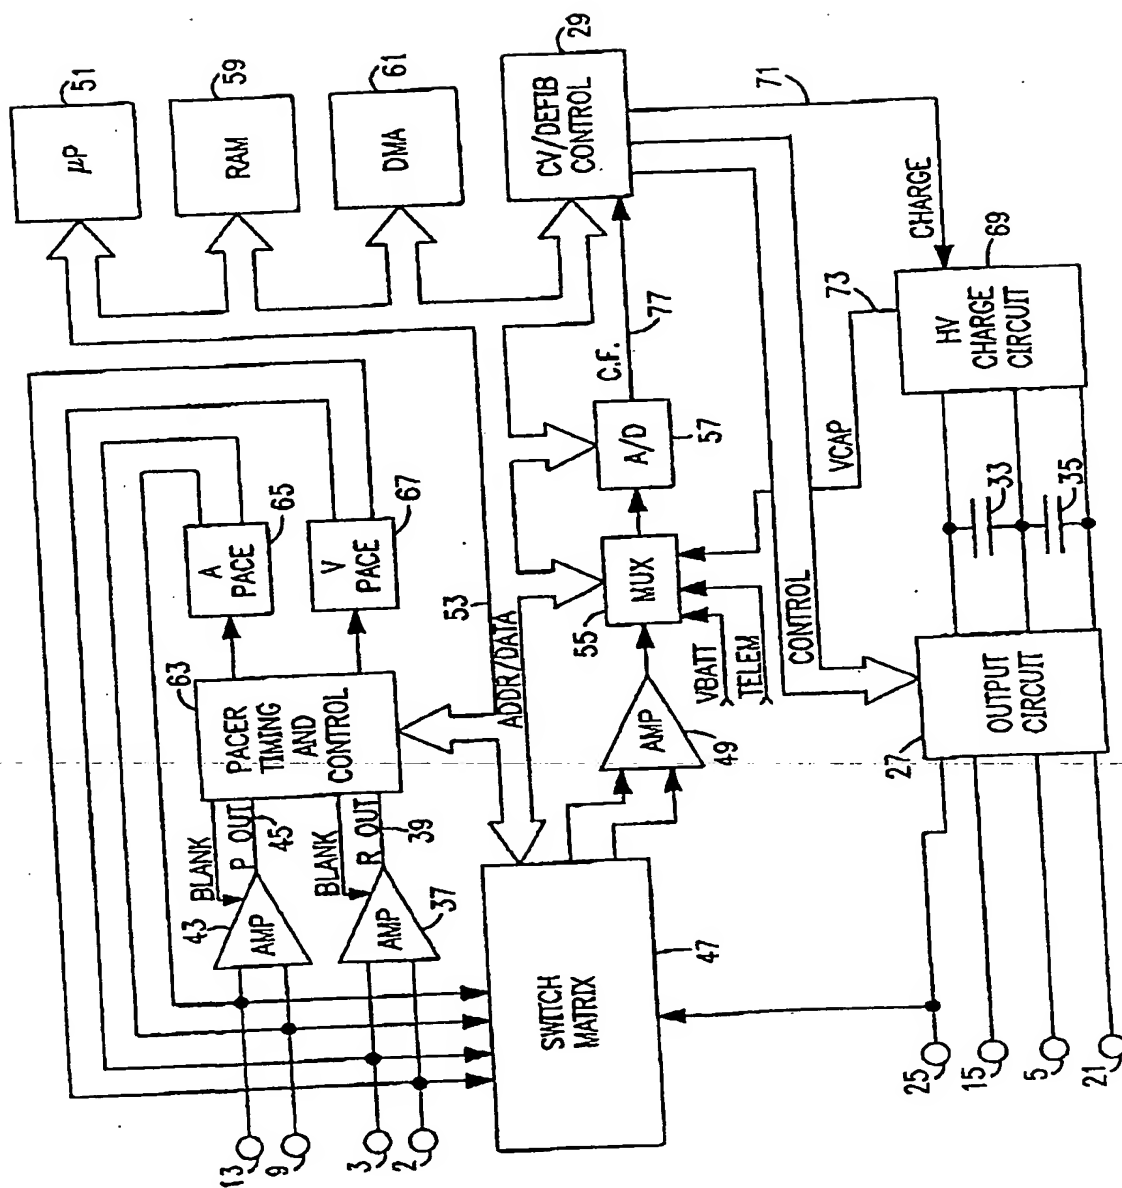 µP
51
RAM
59
DMA
61
CV/DEFIB
CONTROL
29
A
PACE
65
V
PACE
67
63
PACER
TIMING
AND
CONTROL
BLANK
P OUT
45
43
AMP
BLANK
R OUT
39
AMP
37
13
9
3
2
53
ADDR/DATA
C.F.
77
A/D
57
MUX
55
VBATT
TELEM
AMP
49
SWITCH
MATRIX
47
CONTROL
VCAP
73
71
CHARGE
HV
CHARGE
CIRCUIT
69
33
35
OUTPUT
CIRCUIT
27
25
15
5
21